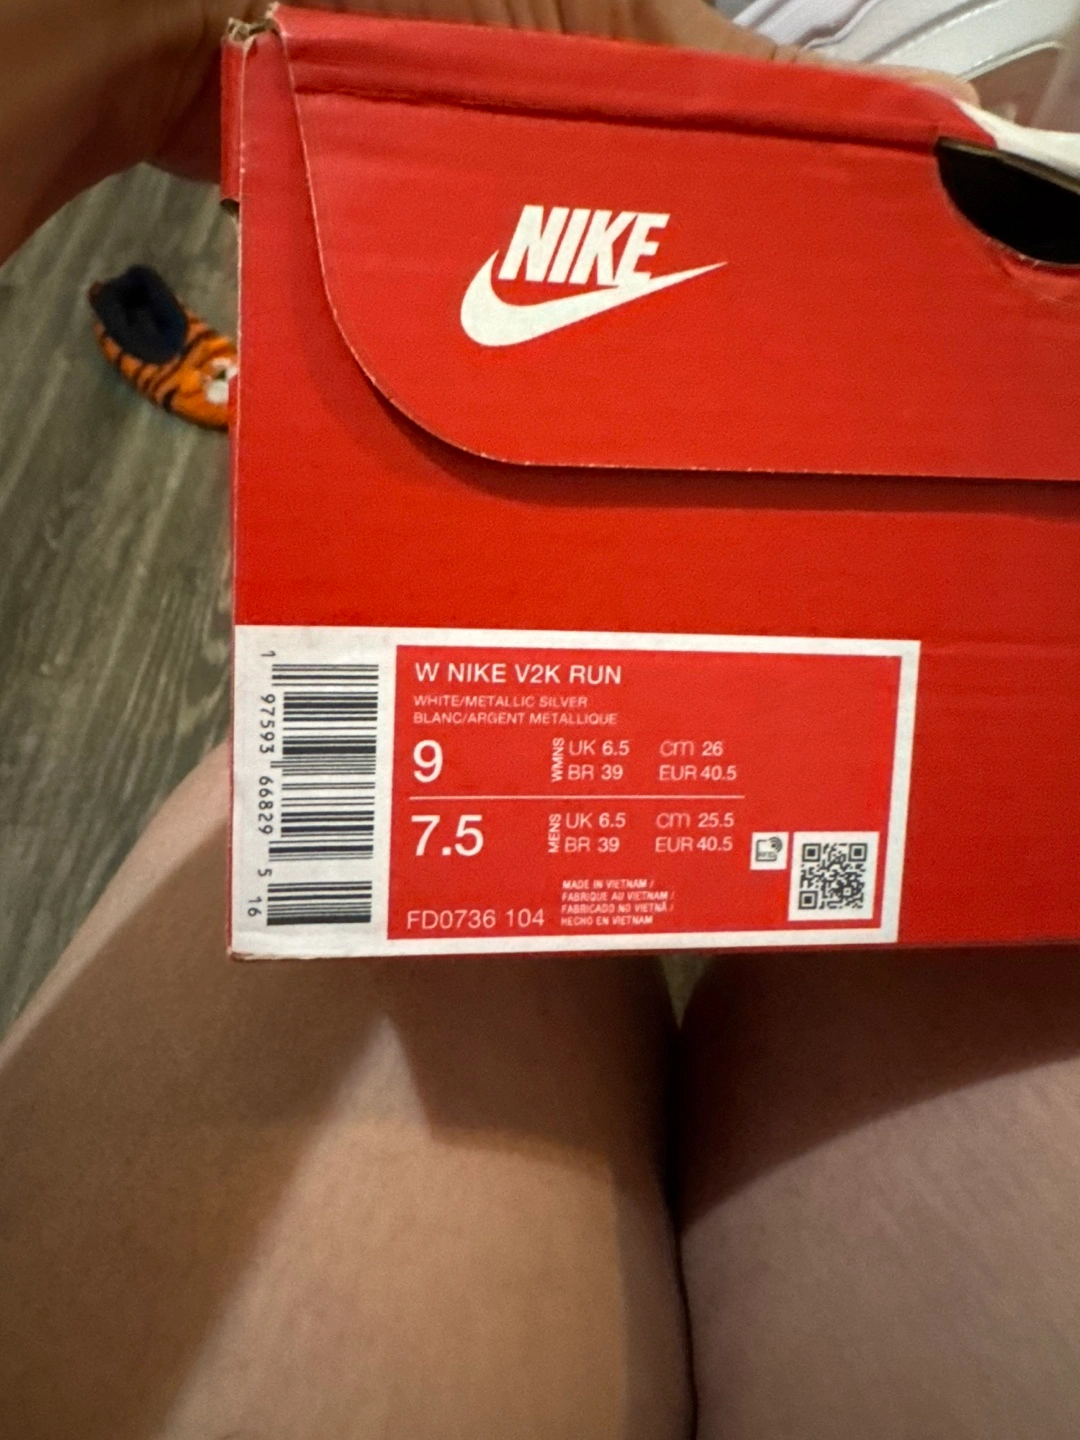 NIKE
W NIKE V2K RUN
WHITE/METALLIC SILVER
BLANC/ARGENT METALLIQUE
9 WMNS UK 6.5 cm 26
BR 39 EUR 40.5
7.5 MENS UK 6.5 cm 25.5
BR 39 EUR 40.5
MADE IN VIETNAM /
FABRIQUE AU VIETNAM /
FABRICADO NO VIETNÃ /
HECHO EN VIETNAM
FD0736 104
1 97593 66829 5 16